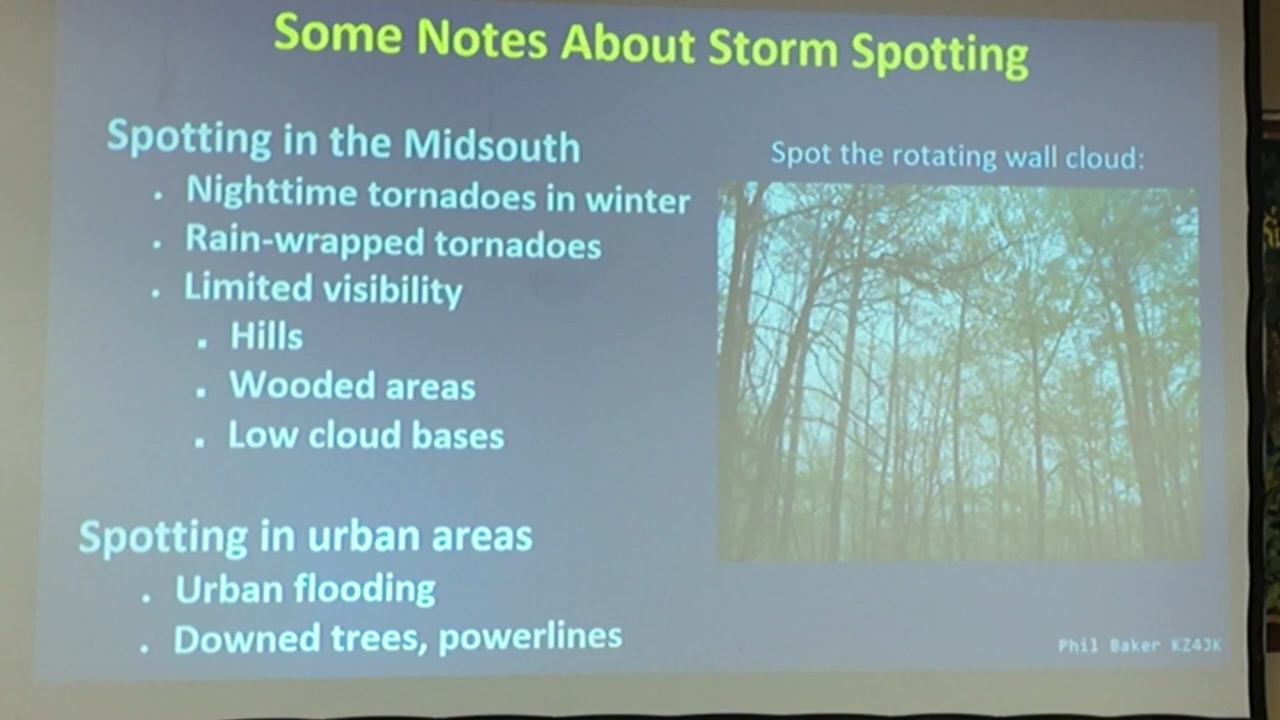 Some Notes About Storm Spotting
Spotting in the Midsouth
. Nighttime tornadoes in winter
. Rain-wrapped tornadoes
. Limited visibility
. Hills
. Wooded areas
. Low cloud bases
Spotting in urban areas
. Urban flooding
. Downed trees, powerlines
Spot the rotating wall cloud:
Phil Baker KZ4JK